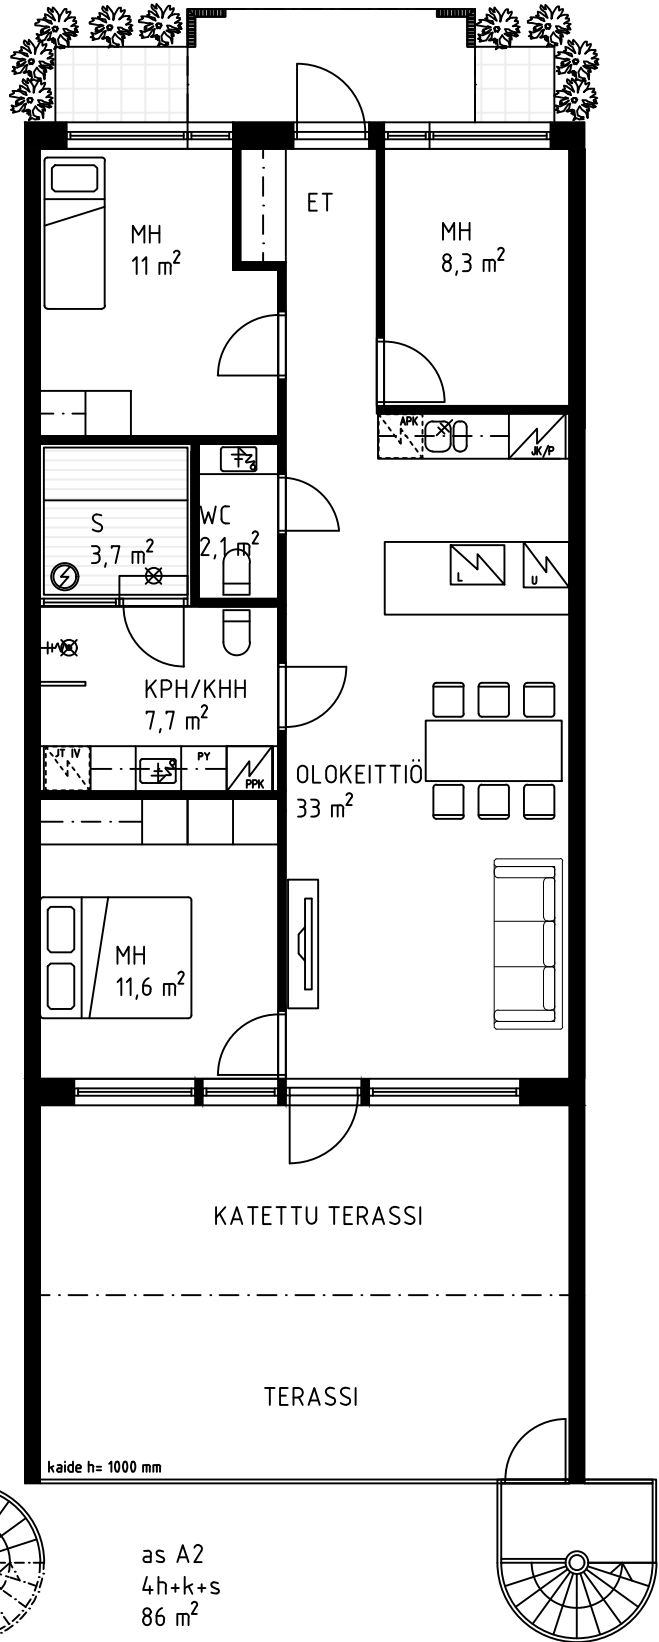 ET
MH
11 m²
MH
8,3 m²
APK
JK/P
S
3,7 m²
WC
2,1 m²
L
U
KPH/KHH
7,7 m²
JT IV
PY
PPK
OLOKEITTIÖ
33 m²
MH
11,6 m²
KATETTU TERASSI
TERASSI
kaide h= 1000 mm
as A2
4h+k+s
86 m²